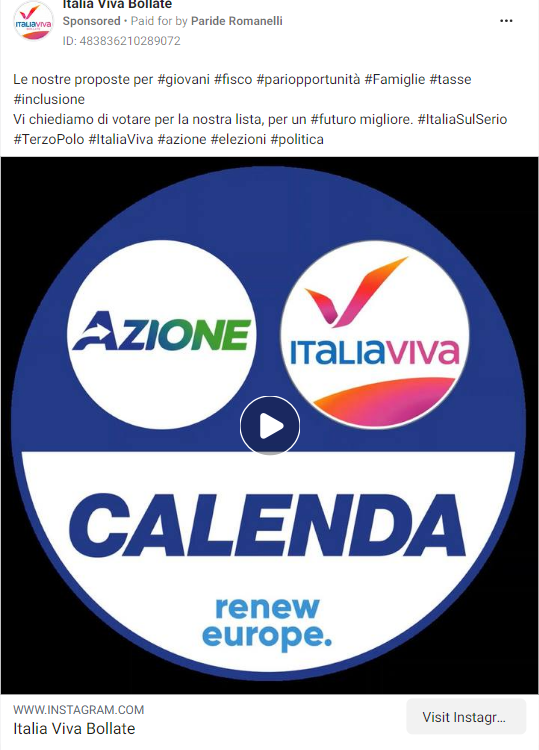 Italia Viva Bollate
Sponsored • Paid for by Paride Romanelli
ID: 483836210289072
Le nostre proposte per #giovani #fisco #pariopportunità #Famiglie #tasse
#inclusione
Vi chiediamo di votare per la nostra lista, per un #futuro migliore. #ItaliaSulSerio
#TerzoPolo #ItaliaViva #azione #elezioni #politica
AZIONE
ITALIAVIVA
CALENDA
renew
europe.
WWW.INSTAGRAM.COM
Italia Viva Bollate
Visit Instagr...